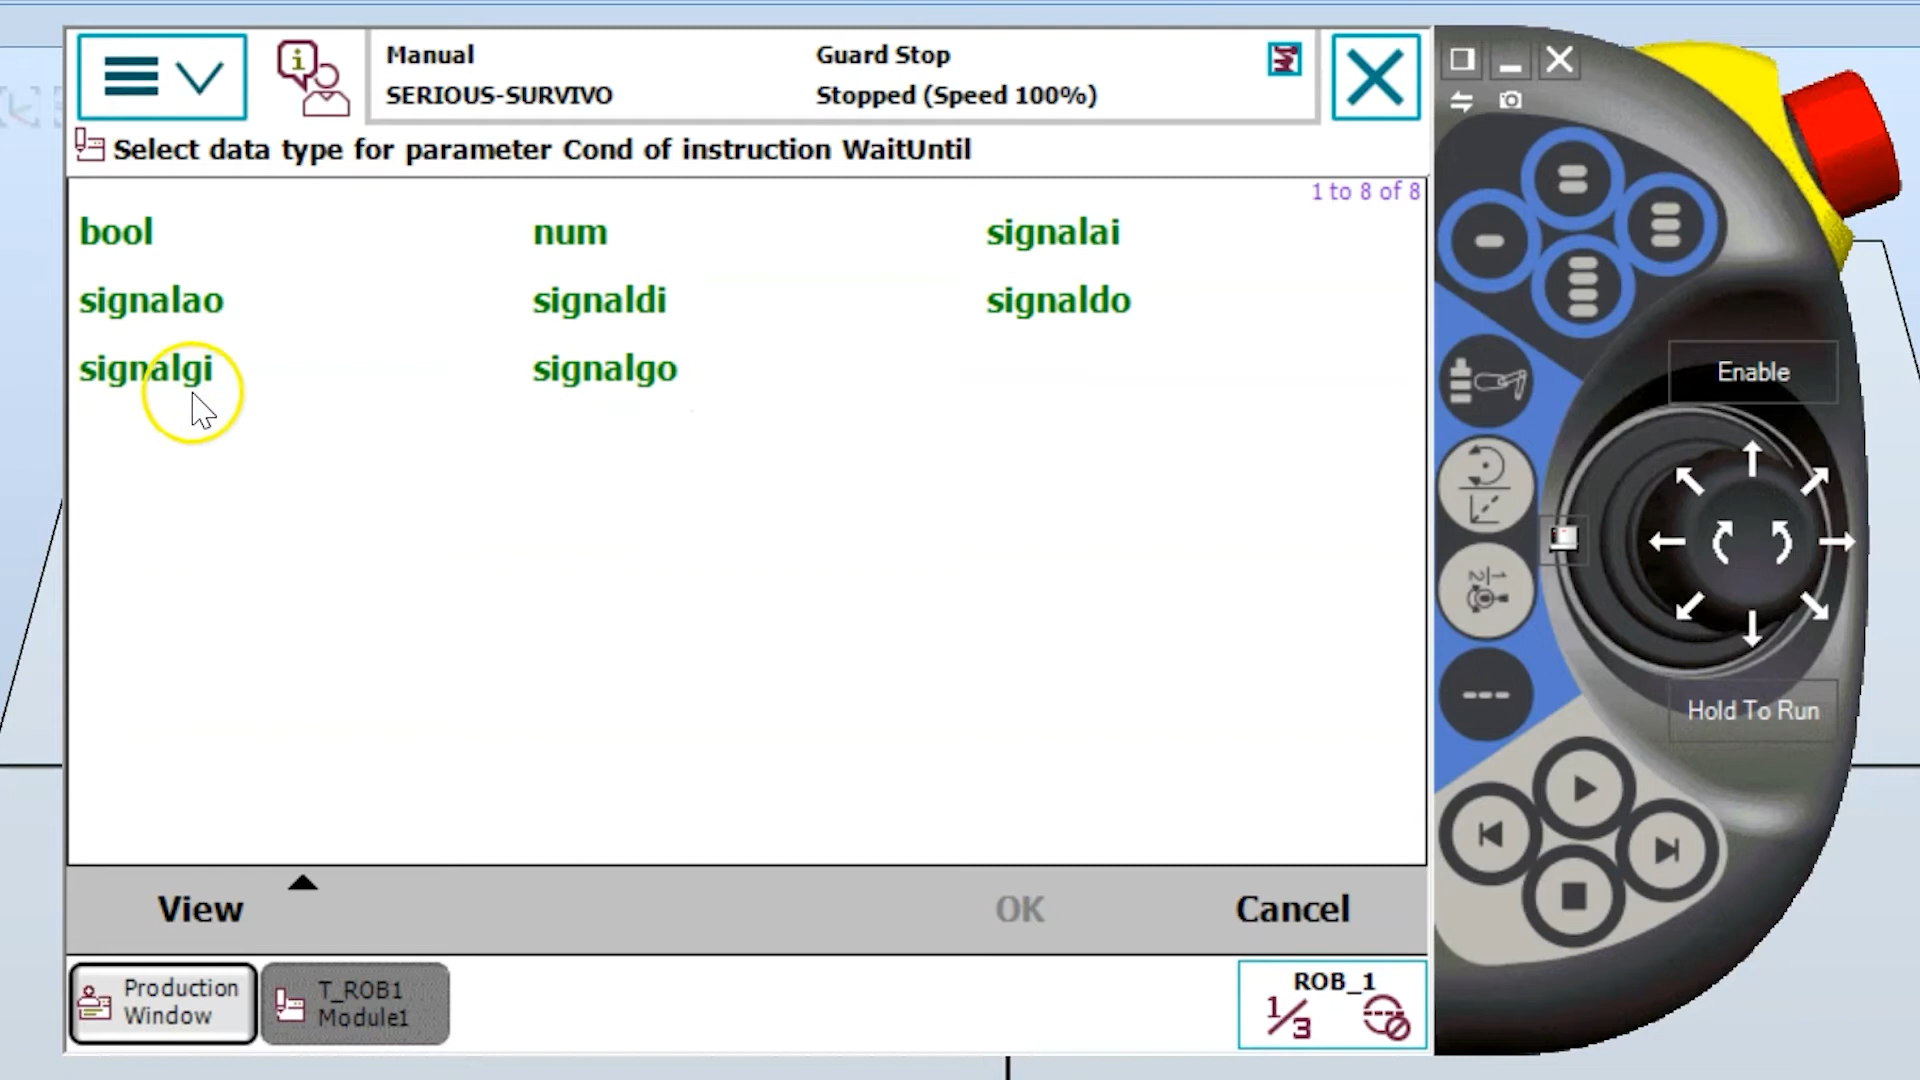 Manual
Guard Stop
SERIOUS-SURVIVO
Stopped (Speed 100%)
Select data type for parameter Cond of instruction WaitUntil
1 to 8 of 8
bool
num
signalai
signalao
signaldi
signaldo
signalgi
signalgo
Enable
Hold To Run
View
OK
Cancel
Production
Window
T_ROB1
Module1
ROB_1
1/3